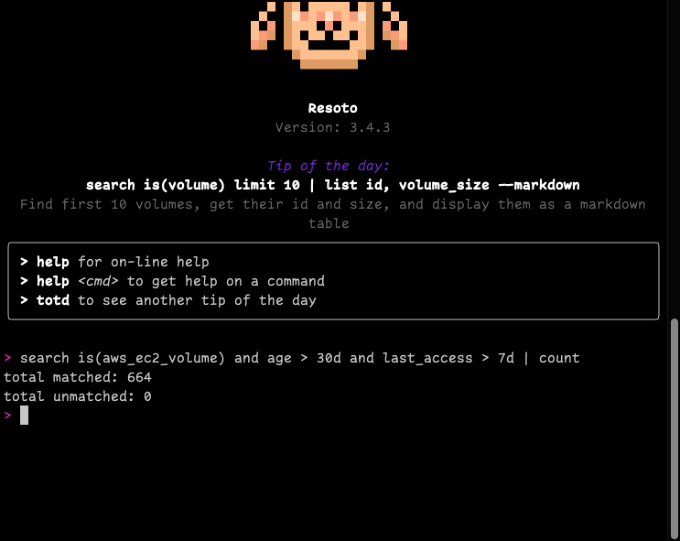 Resoto
Version: 3.4.3
Tip of the day:
search is(volume) limit 10 | list id, volume_size --markdown
Find first 10 volumes, get their id and size, and display them as a markdown
table
> help for on-line help
> help <cmd> to get help on a command
> totd to see another tip of the day
> search is(aws_ec2_volume) and age > 30d and last_access > 7d | count
total matched: 664
total unmatched: 0
>